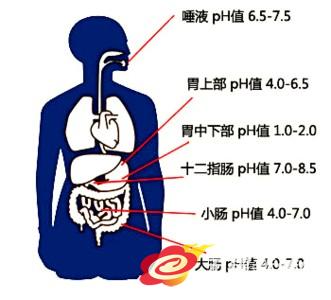 唾液 pH值 6.5-7.5
胃上部 pH值 4.0-6.5
胃中下部 pH值 1.0-2.0
十二指肠 pH值 7.0-8.5
小肠 pH值 4.0-7.0
大肠 pH值 4.0-7.0